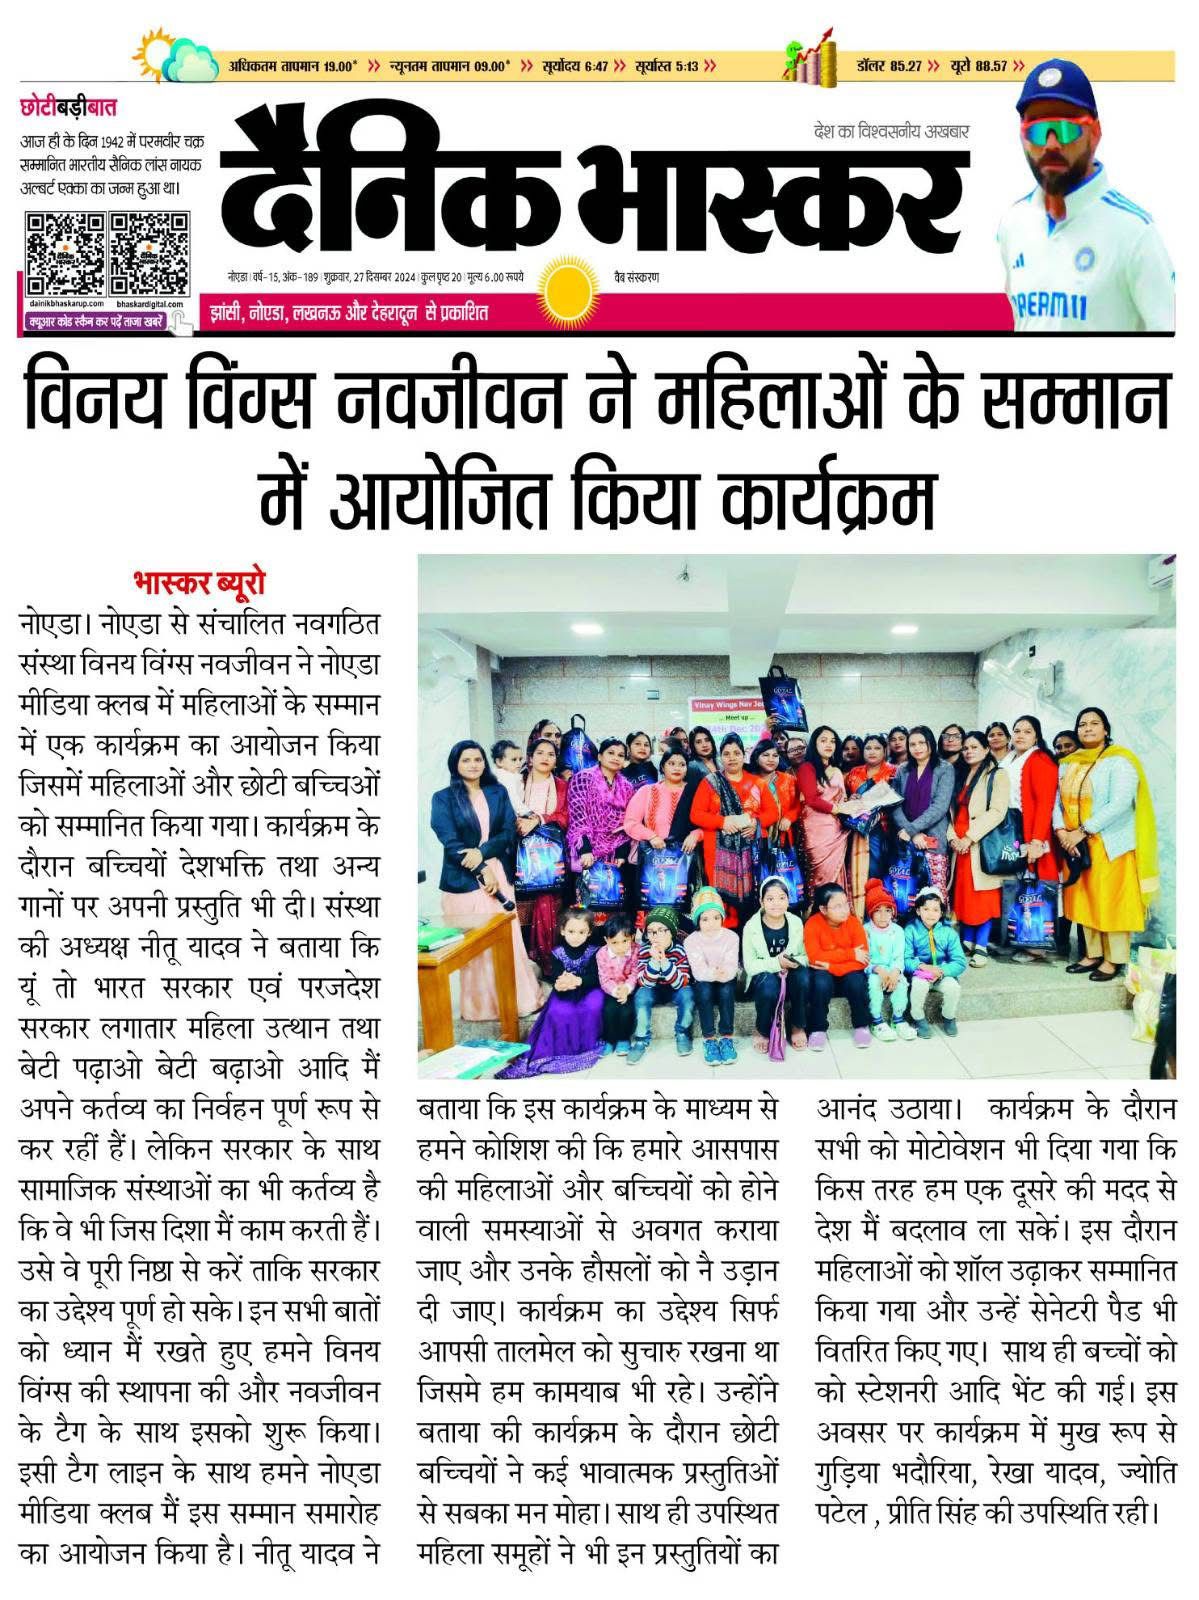 अधिकतम तापमान 19.00° >> न्यूनतम तापमान 09.00° >> सूर्योदय 6:47 >> सूर्यास्त 5:13 >>
डॉलर 85.27 >> यूरो 88.57 >>
छोटीबड़ीबात
आज ही के दिन 1942 में परमवीर चक्र
सम्मानित भारतीय सैनिक लांस नायक
अल्बर्ट एक्का का जन्म हुआ था।
dainikbhaskarup.com
bhaskardigital.com
क्यूआर कोड स्कैन कर पढ़ें ताजा खबरें
देश का विश्वसनीय अखबार
दैनिक भास्कर
नोएडा | वर्ष-15, अंक-189 | शुक्रवार, 27 दिसम्बर 2024 | कुल पृष्ठ 20 | मूल्य 6.00 रूपये
वैब संस्करण
झांसी, नोएडा, लखनऊ और देहरादून से प्रकाशित
DREAM11
विनय विंग्स नवजीवन ने महिलाओं के सम्मान
में आयोजित किया कार्यक्रम
भास्कर ब्यूरो
नोएडा। नोएडा से संचालित नवगठित
संस्था विनय विंग्स नवजीवन ने नोएडा
मीडिया क्लब में महिलाओं के सम्मान
में एक कार्यक्रम का आयोजन किया
जिसमें महिलाओं और छोटी बच्चिओं
को सम्मानित किया गया। कार्यक्रम के
दौरान बच्चियों देशभक्ति तथा अन्य
गानों पर अपनी प्रस्तुति भी दी। संस्था
की अध्यक्ष नीतू यादव ने बताया कि
यूं तो भारत सरकार एवं परजदेश
सरकार लगातार महिला उत्थान तथा
बेटी पढ़ाओ बेटी बढ़ाओ आदि मैं
अपने कर्तव्य का निर्वहन पूर्ण रूप से
कर रहीं हैं। लेकिन सरकार के साथ
सामाजिक संस्थाओं का भी कर्तव्य है
कि वे भी जिस दिशा मैं काम करती हैं।
उसे वे पूरी निष्ठा से करें ताकि सरकार
का उद्देश्य पूर्ण हो सके। इन सभी बातों
को ध्यान मैं रखते हुए हमने विनय
विंग्स की स्थापना की और नवजीवन
के टैग के साथ इसको शुरू किया।
इसी टैग लाइन के साथ हमने नोएडा
मीडिया क्लब मैं इस सम्मान समारोह
का आयोजन किया है। नीतू यादव ने
Vinay Wings Nav Jee
Meet up
बताया कि इस कार्यक्रम के माध्यम से
हमने कोशिश की कि हमारे आसपास
की महिलाओं और बच्चियों को होने
वाली समस्याओं से अवगत कराया
जाए और उनके हौसलों को नै उड़ान
दी जाए। कार्यक्रम का उद्देश्य सिर्फ
आपसी तालमेल को सुचारु रखना था
जिसमे हम कामयाब भी रहे। उन्होंने
बताया की कार्यक्रम के दौरान छोटी
बच्चियों ने कई भावात्मक प्रस्तुतिओं
से सबका मन मोहा। साथ ही उपस्थित
महिला समूहों ने भी इन प्रस्तुतियों का
आनंद उठाया। कार्यक्रम के दौरान
सभी को मोटोवेशन भी दिया गया कि
किस तरह हम एक दूसरे की मदद से
देश मैं बदलाव ला सकें। इस दौरान
महिलाओं को शॉल उढ़ाकर सम्मानित
किया गया और उन्हें सेनेटरी पैड भी
वितरित किए गए। साथ ही बच्चों को
को स्टेशनरी आदि भेंट की गई। इस
अवसर पर कार्यक्रम में मुख रूप से
गुड़िया भदौरिया, रेखा यादव, ज्योति
पटेल , प्रीति सिंह की उपस्थिति रही।